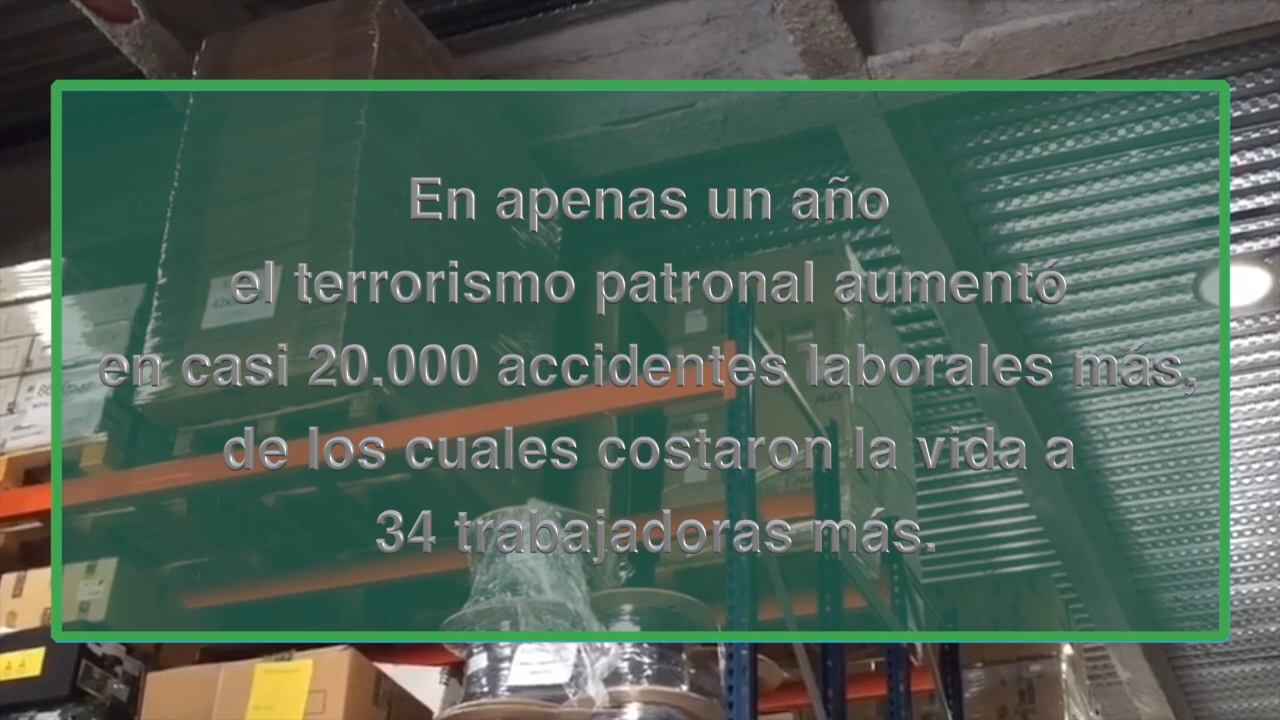 En apenas un año
el terrorismo patronal aumentó
en casi 20.000 accidentes laborales más,
de los cuales costaron la vida a
34 trabajadoras más.